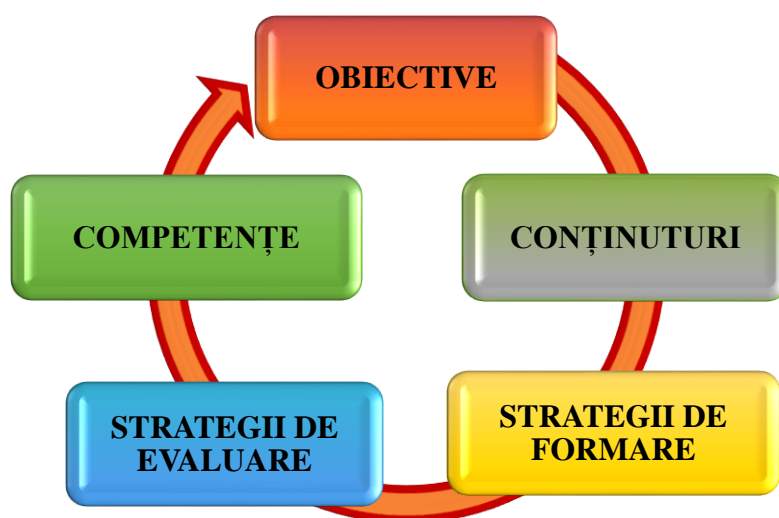 OBIECTIVE
CONȚINUTURI
STRATEGII DE
FORMARE
STRATEGII DE
EVALUARE
COMPETENȚE